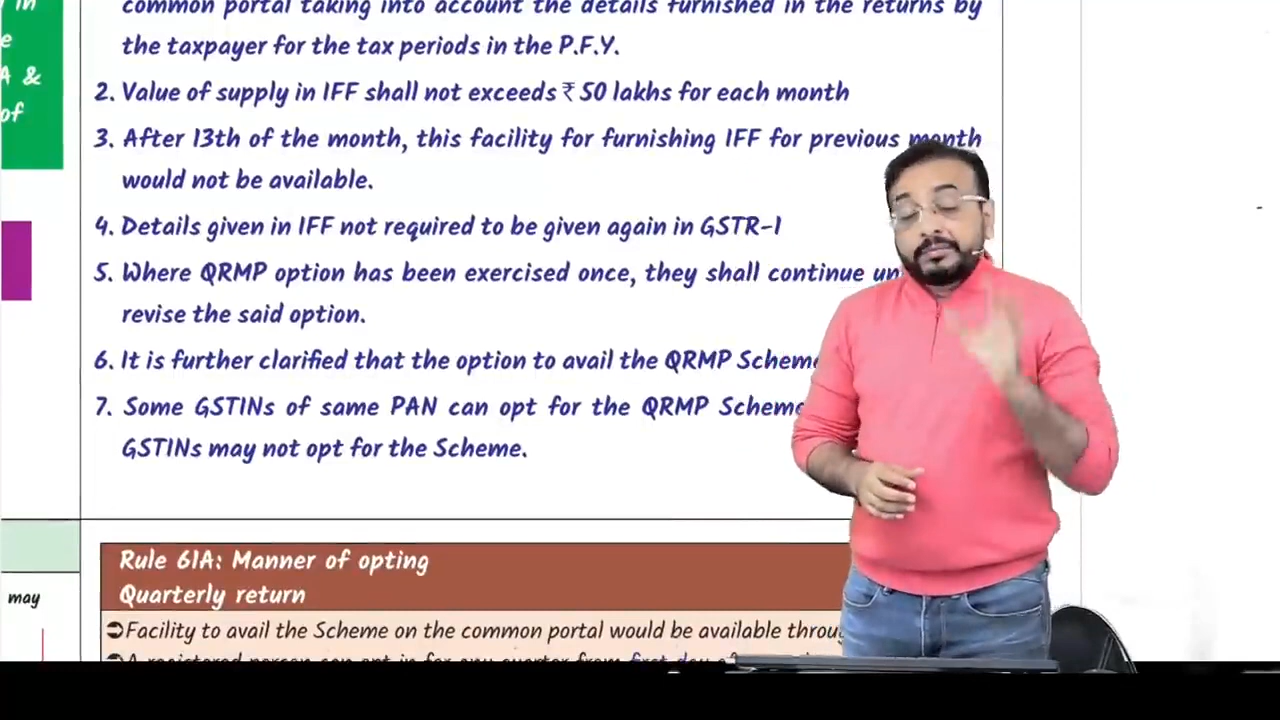 in
common portal taking into account the details furnished in the returns by
e
the taxpayer for the tax periods in the P.F.Y.
A &
2. Value of supply in IFF shall not exceeds ₹ 50 lakhs for each month
of
3. After 13th of the month, this facility for furnishing IFF for previous month
would not be available.
4. Details given in IFF not required to be given again in GSTR-1
5. Where QRMP option has been exercised once, they shall continue
revise the said option.
6. It is further clarified that the option to avail the QRMP Scheme
7. Some GSTINs of same PAN can opt for the QRMP Scheme
GSTINs may not opt for the Scheme.
Rule 61A: Manner of opting
Quarterly return
may
➲Facility to avail the Scheme on the common portal would be available
➲A registered person can opt in for any quarter from first day of